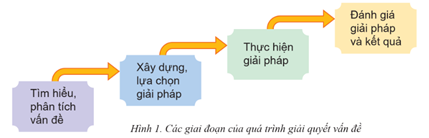 Tìm hiểu,
phân tích
vấn đề
Xây dựng,
lựa chọn
giải pháp
Thực hiện
giải pháp
Đánh giá
giải pháp
và kết quả
Hình 1. Các giai đoạn của quá trình giải quyết vấn đề